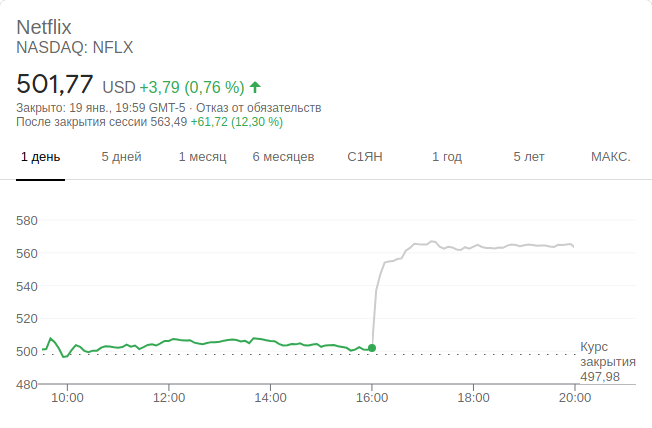 Netflix
NASDAQ: NFLX
501,77 USD +3,79 (0,76 %)
Закрыто: 19 янв., 19:59 GMT-5 · Отказ от обязательств
После закрытия сессии 563,49 +61,72 (12,30 %)
1 день 5 дней 1 месяц 6 месяцев С1ЯН 1 год 5 лет МАКС.
580
560
540
520
500
480
Курс
закрытия
497,98
10:00 12:00 14:00 16:00 18:00 20:00